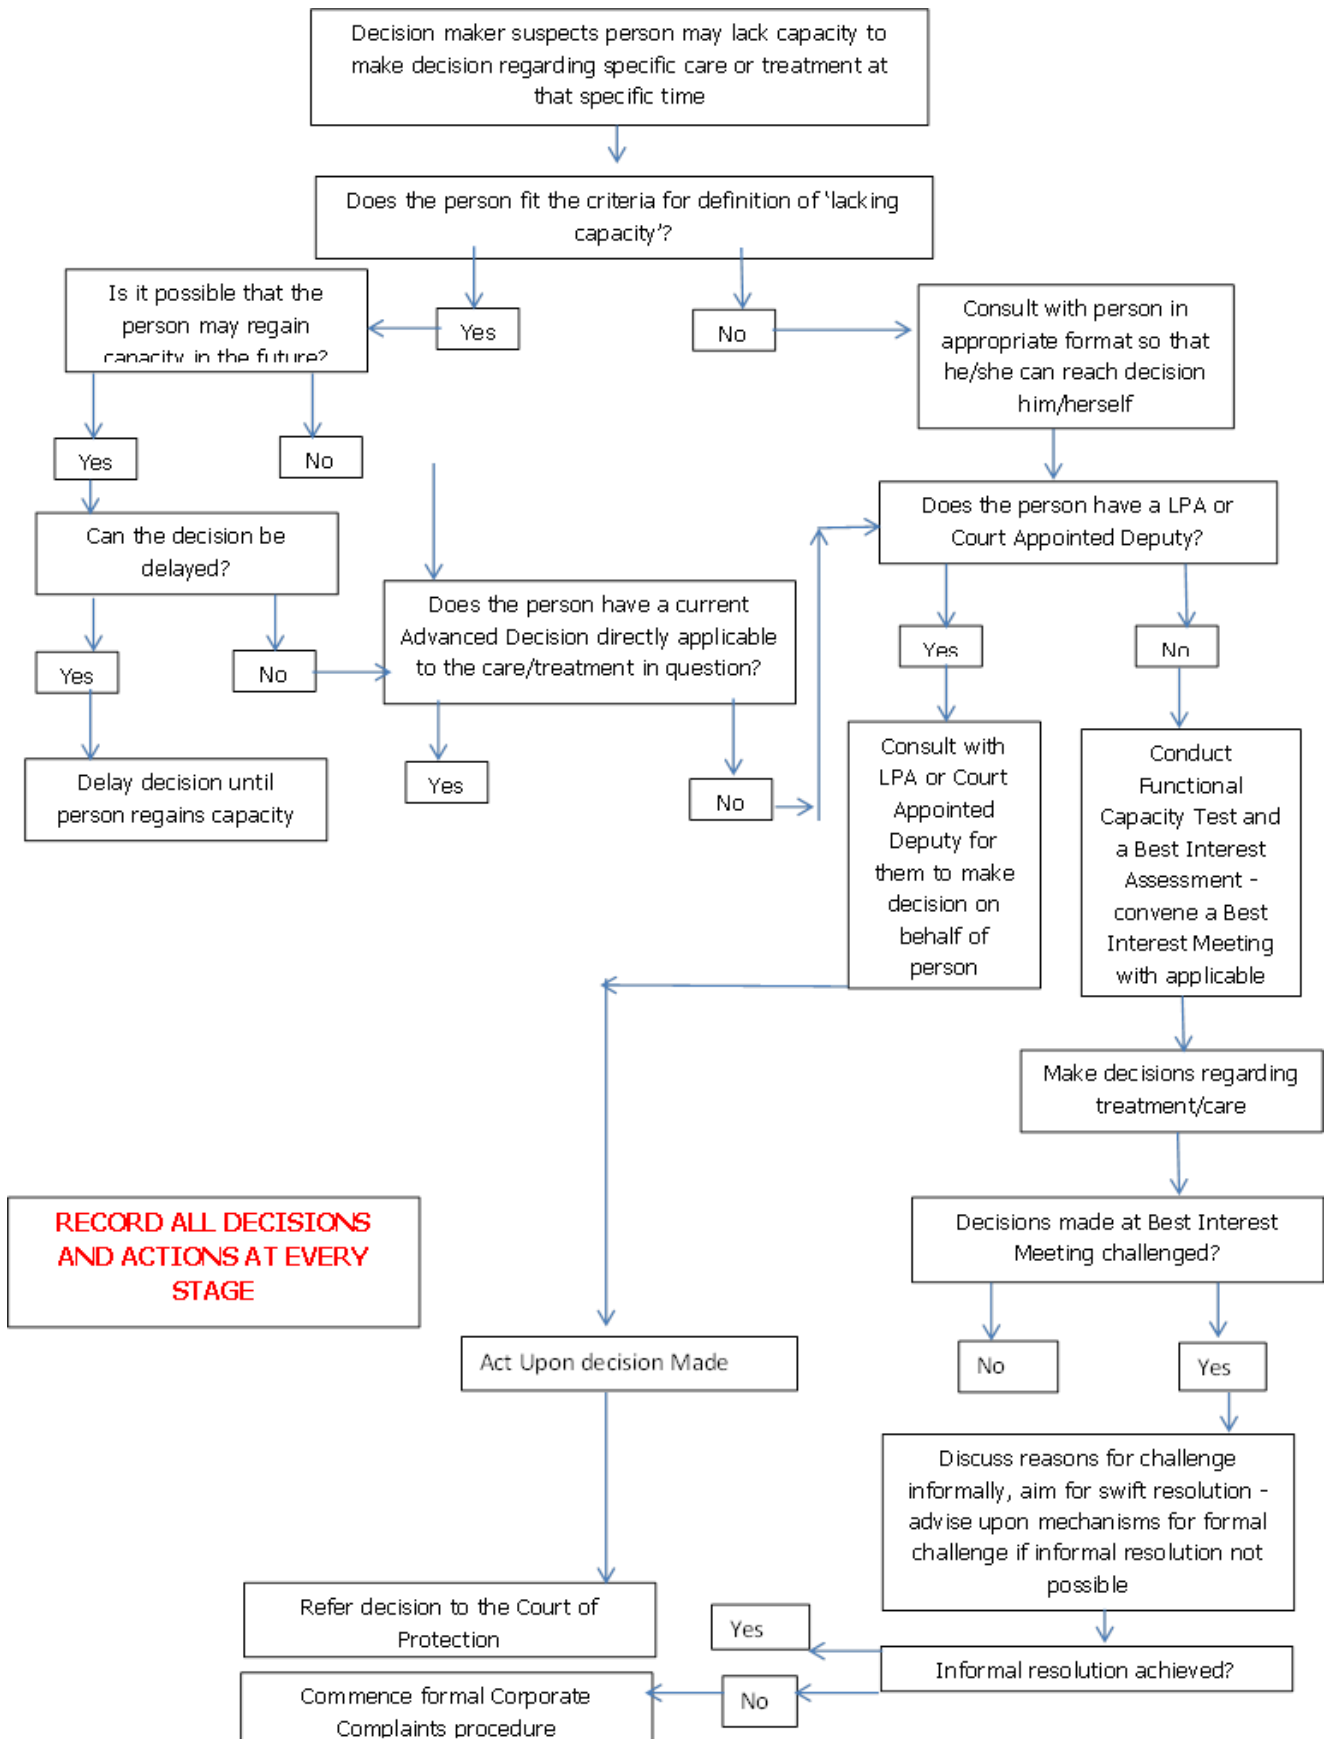 Decision maker suspects person may lack capacity to
make decision regarding specific care or treatment at
that specific time
Does the person fit the criteria for definition of ‘lacking
capacity’?
Is it possible that the
person may regain
capacity in the future?
Yes
No
Consult with person in
appropriate format so that
he/she can reach decision
him/herself
Yes
No
Can the decision be
delayed?
Does the person have a LPA or
Court Appointed Deputy?
Does the person have a current
Advanced Decision directly applicable
to the care/treatment in question?
Yes
No
Yes
No
Delay decision until
person regains capacity
Yes
No
Consult with
LPA or Court
Appointed
Deputy for
them to make
decision on
behalf of
person
Conduct
Functional
Capacity Test and
a Best Interest
Assessment -
convene a Best
Interest Meeting
with applicable
Make decisions regarding
treatment/care
RECORD ALL DECISIONS
AND ACTIONS AT EVERY
STAGE
Decisions made at Best Interest
Meeting challenged?
Act Upon decision Made
No
Yes
Discuss reasons for challenge
informally, aim for swift resolution -
advise upon mechanisms for formal
challenge if informal resolution not
possible
Refer decision to the Court of
Protection
Yes
Informal resolution achieved?
No
Commence formal Corporate
Complaints procedure